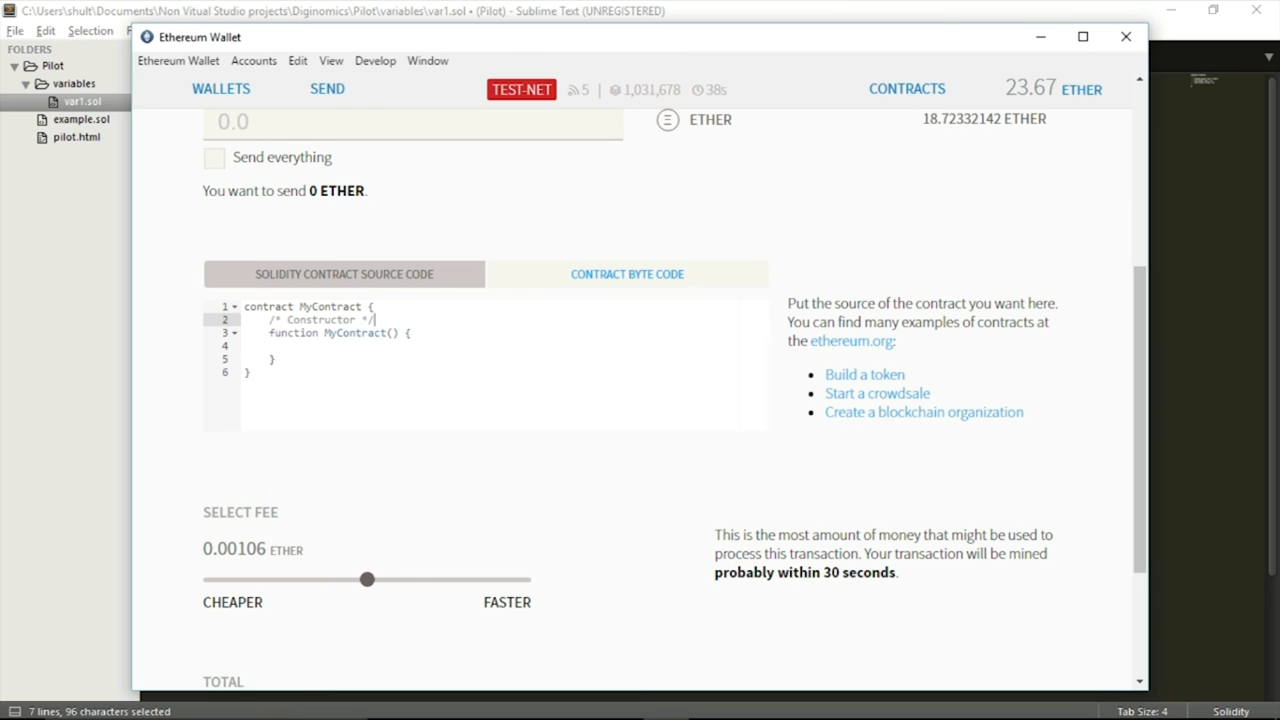 C:\Users\shult\Documents\Non Vitual Studio projects\Diginomics\Pilot\variables\var1.sol • (Pilot) - Sublime Text (UNREGISTERED)
File Edit Selection
FOLDERS
Pilot
variables
var1.sol
example.sol
pilot.html
Ethereum Wallet
Ethereum Wallet Accounts Edit View Develop Window
WALLETS SEND TEST-NET 5 | 1,031,678 38s CONTRACTS 23.67 ETHER
0.0 ETHER 18.72332142 ETHER
Send everything
You want to send 0 ETHER.
SOLIDITY CONTRACT SOURCE CODE CONTRACT BYTE CODE
1 contract MyContract {
2 /* Constructor */
3 function MyContract() {
4
5 }
6 }
Put the source of the contract you want here.
You can find many examples of contracts at
the ethereum.org:
• Build a token
• Start a crowdsale
• Create a blockchain organization
SELECT FEE
0.00106 ETHER
CHEAPER FASTER
This is the most amount of money that might be used to
process this transaction. Your transaction will be mined
probably within 30 seconds.
TOTAL
7 lines, 96 characters selected Tab Size: 4 Solidity